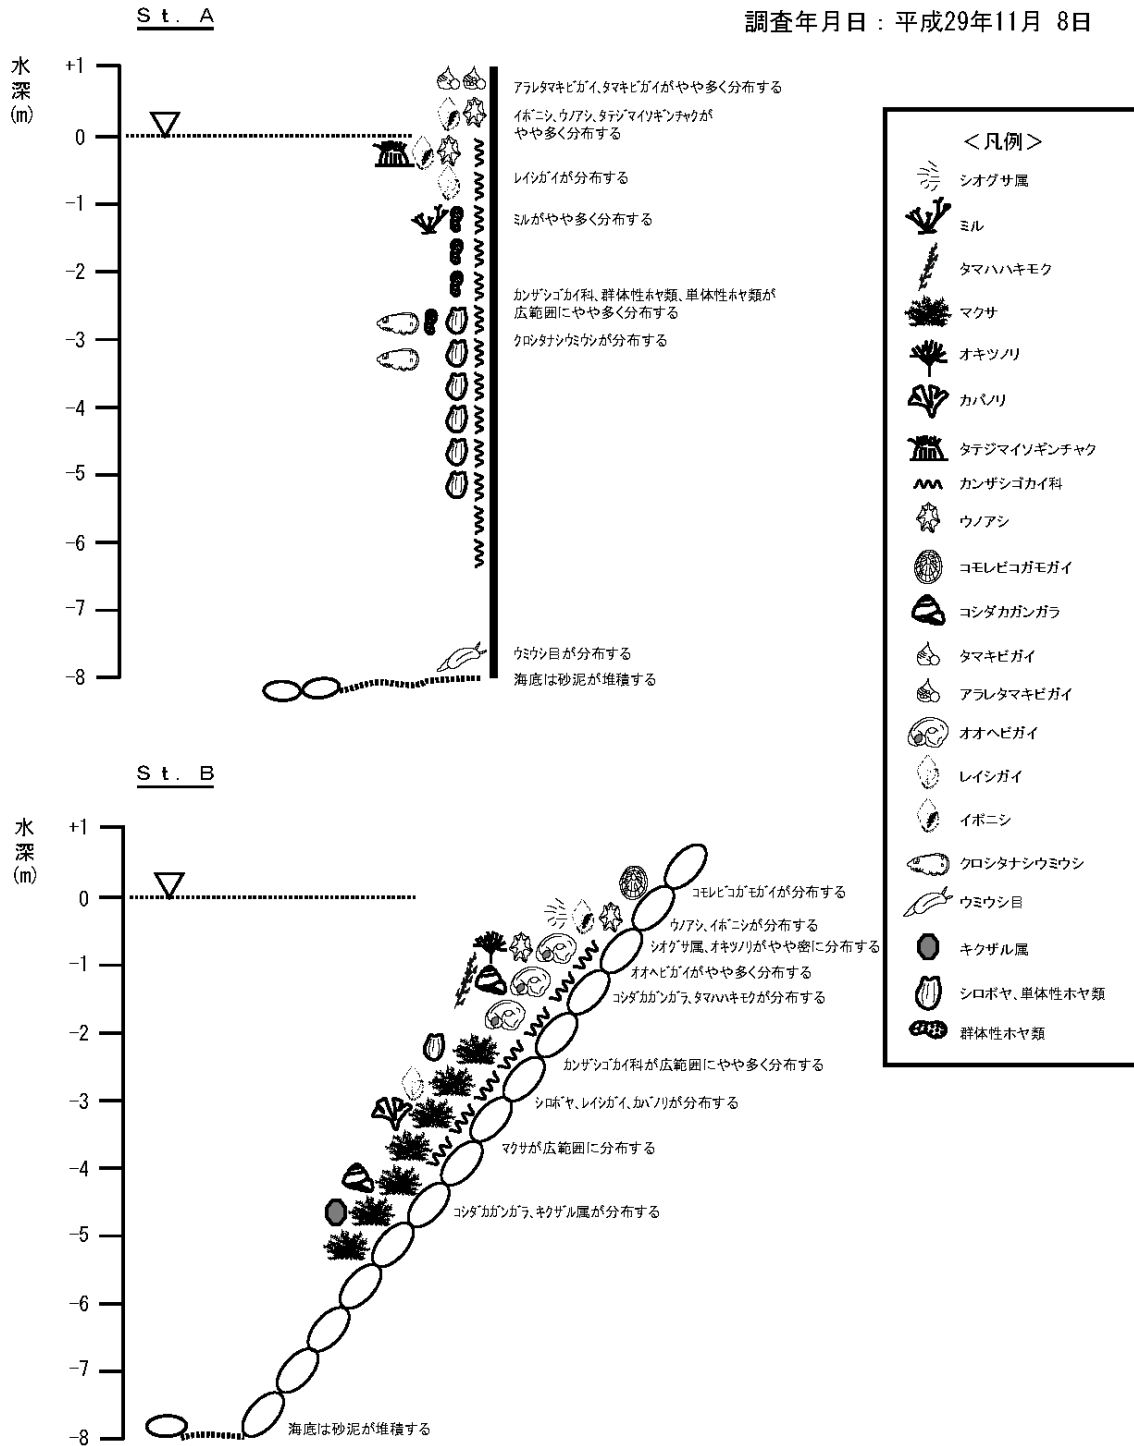 St. A
調査年月日：平成29年11月 8日
水深(m)
+1
0
-1
-2
-3
-4
-5
-6
-7
-8
アラレタマキビガイ、タマキビガイがやや多く分布する
イボニシ、ウノアシ、タテジマイソギンチャクが
やや多く分布する
レイシガイが分布する
ミルがやや多く分布する
カンザシゴカイ科、群体性ホヤ類、単体性ホヤ類が
広範囲にやや多く分布する
クロシタナシウミウシが分布する
ウミウシ目が分布する
海底は砂泥が堆積する
＜凡例＞
シオグサ属
ミル
タマハハキモク
マクサ
オキツノリ
カバノリ
タテジマイソギンチャク
カンザシゴカイ科
ウノアシ
コモレビコガモガイ
コシダカガンガラ
タマキビガイ
アラレタマキビガイ
オオヘビガイ
レイシガイ
イボニシ
クロシタナシウミウシ
ウミウシ目
キクザル属
シロボヤ、単体性ホヤ類
群体性ホヤ類
St. B
水深(m)
+1
0
-1
-2
-3
-4
-5
-6
-7
-8
コモレビコガモガイが分布する
ウノアシ、イボニシが分布する
シオグサ属、オキツノリがやや密に分布する
オオヘビガイがやや多く分布する
コシダカガンガラ、タマハハキモクが分布する
カンザシゴカイ科が広範囲にやや多く分布する
シロボヤ、レイシガイ、カバノリが分布する
マクサが広範囲に分布する
コシダカガンガラ、キクザル属が分布する
海底は砂泥が堆積する